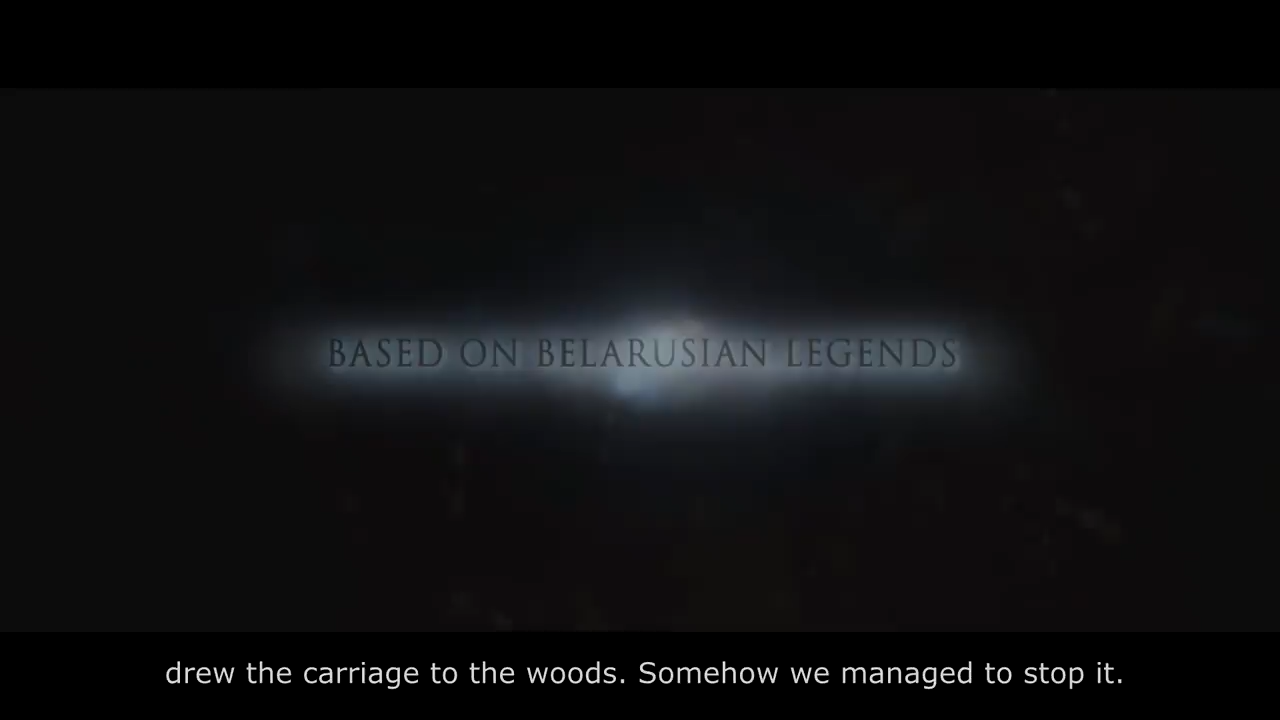 BASED ON BELARUSIAN LEGENDS
drew the carriage to the woods. Somehow we managed to stop it.